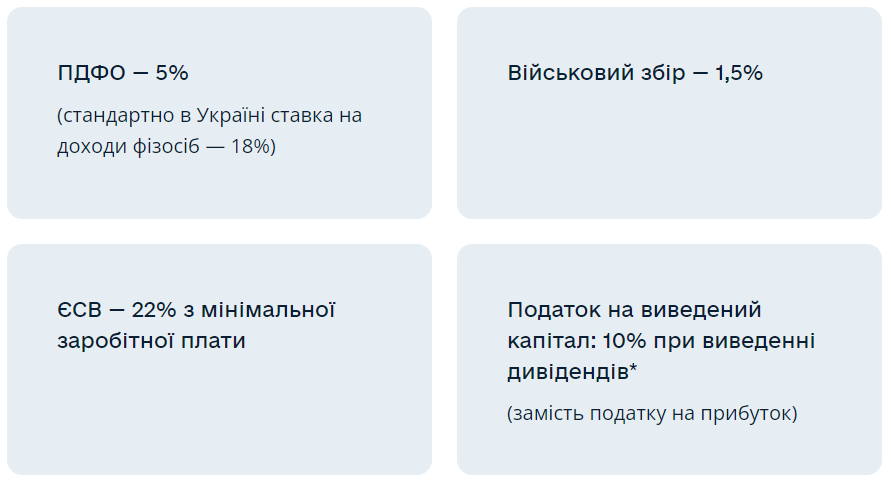 ПДФО — 5%
(стандартно в Україні ставка на
доходи фізосіб — 18%)
Військовий збір — 1,5%
ЄСВ — 22% з мінімальної
заробітної плати
Податок на виведений
капітал: 10% при виведенні
дивідендів*
(замість податку на прибуток)